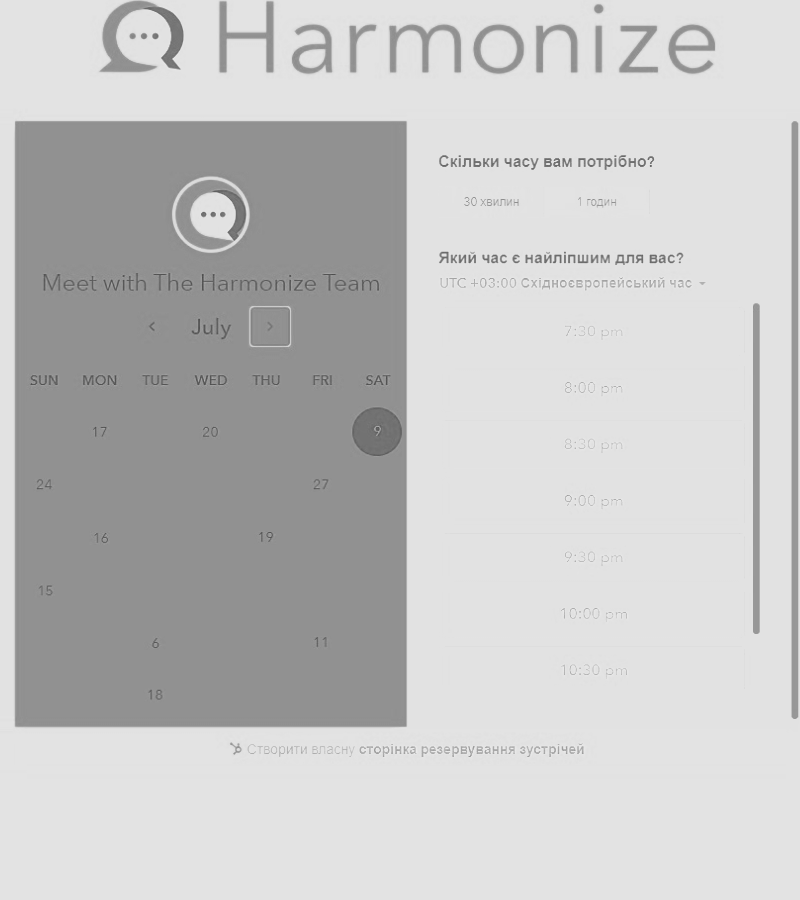 Harmonize
Meet with The Harmonize Team
July
SUN MON TUE WED THU FRI SAT
17 20 9
24 27
16 19
15
6 11
18
Скільки часу вам потрібно?
30 хвилин 1 годин
Який час є найліпшим для вас?
UTC +03:00 Східноєвропейський час
7:30 pm
8:00 pm
8:30 pm
9:00 pm
9:30 pm
10:00 pm
10:30 pm
Створити власну сторінка резервування зустрічей